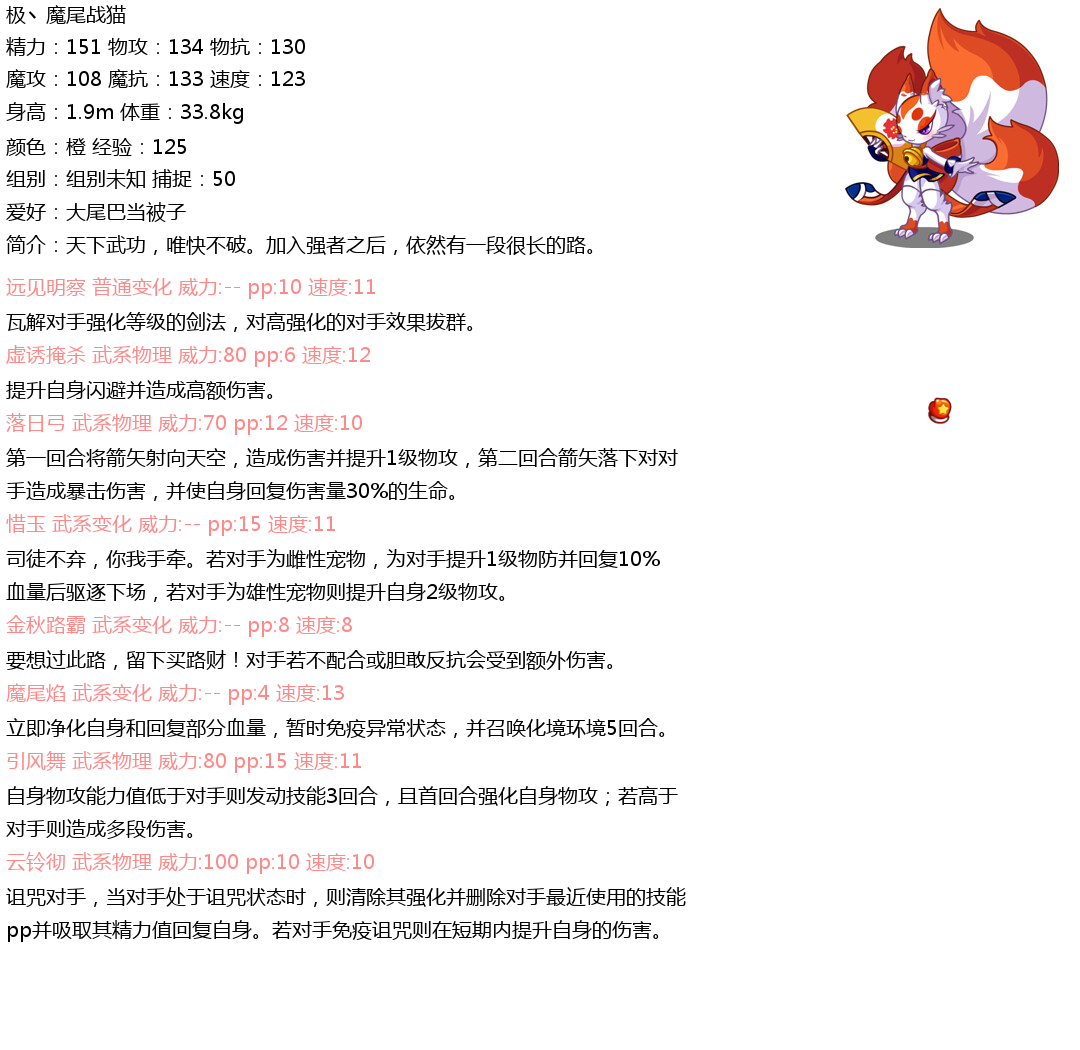 极丶魔尾战猫
精力：151 物攻：134 物抗：130
魔攻：108 魔抗：133 速度：123
身高：1.9m 体重：33.8kg
颜色：橙 经验：125
组别：组别未知 捕捉：50
爱好：大尾巴当被子
简介：天下武功，唯快不破。加入强者之后，依然有一段很长的路。
远见明察 普通变化 威力:-- pp:10 速度:11
瓦解对手强化等级的剑法，对高强化的对手效果拔群。
虚诱掩杀 武系物理 威力:80 pp:6 速度:12
提升自身闪避并造成高额伤害。
落日弓 武系物理 威力:70 pp:12 速度:10
第一回合将箭矢射向天空，造成伤害并提升1级物攻，第二回合箭矢落下对对
手造成暴击伤害，并使自身回复伤害量30%的生命。
惜玉 武系变化 威力:-- pp:15 速度:11
司徒不弃，你我手牵。若对手为雌性宠物，为对手提升1级物防并回复10%
血量后驱逐下场，若对手为雄性宠物则提升自身2级物攻。
金秋路霸 武系变化 威力:-- pp:8 速度:8
要想过此路，留下买路财！对手若不配合或胆敢反抗会受到额外伤害。
魔尾焰 武系变化 威力:-- pp:4 速度:13
立即净化自身和回复部分血量，暂时免疫异常状态，并召唤化境环境5回合。
引风舞 武系物理 威力:80 pp:15 速度:11
自身物攻能力值低于对手则发动技能3回合，且首回合强化自身物攻；若高于
对手则造成多段伤害。
云铃彻 武系物理 威力:100 pp:10 速度:10
诅咒对手，当对手处于诅咒状态时，则清除其强化并删除对手最近使用的技能
pp并吸取其精力值回复自身。若对手免疫诅咒则在短期内提升自身的伤害。